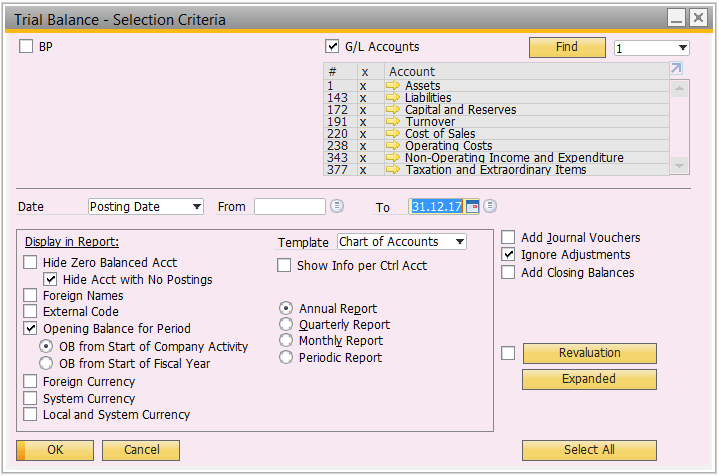 Trial Balance - Selection Criteria
BP
G/L Accounts
Find
1
# x Account
1 x Assets
143 x Liabilities
172 x Capital and Reserves
191 x Turnover
220 x Cost of Sales
238 x Operating Costs
343 x Non-Operating Income and Expenditure
377 x Taxation and Extraordinary Items
Date Posting Date From To 31.12.17
Display in Report:
Hide Zero Balanced Acct
Hide Acct with No Postings
Foreign Names
External Code
Opening Balance for Period
OB from Start of Company Activity
OB from Start of Fiscal Year
Foreign Currency
System Currency
Local and System Currency
Template Chart of Accounts
Show Info per Ctrl Acct
Annual Report
Quarterly Report
Monthly Report
Periodic Report
Add Journal Vouchers
Ignore Adjustments
Add Closing Balances
Revaluation
Expanded
OK Cancel Select All